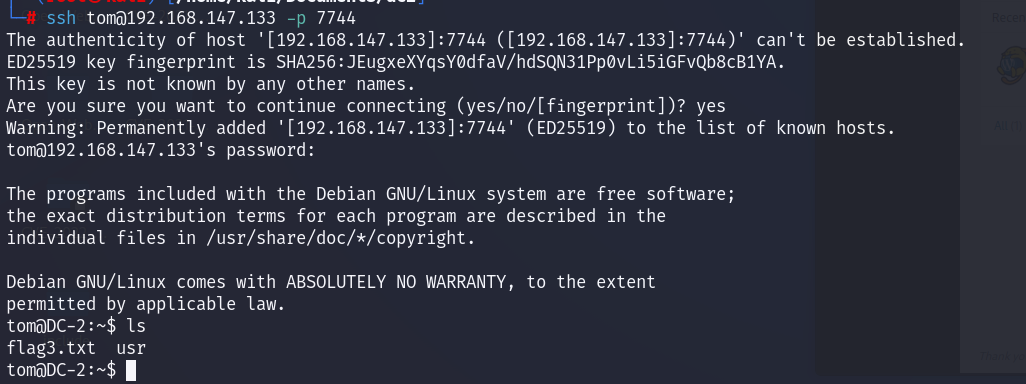 └─# ssh tom@192.168.147.133 -p 7744
The authenticity of host '[192.168.147.133]:7744 ([192.168.147.133]:7744)' can't be established.
ED25519 key fingerprint is SHA256:JEugxeXYqsY0dfaV/hdSQN31Pp0vLi5iGFvQb8cB1YA.
This key is not known by any other names.
Are you sure you want to continue connecting (yes/no/[fingerprint])? yes
Warning: Permanently added '[192.168.147.133]:7744' (ED25519) to the list of known hosts.
tom@192.168.147.133's password:
The programs included with the Debian GNU/Linux system are free software;
the exact distribution terms for each program are described in the
individual files in /usr/share/doc/*/copyright.
Debian GNU/Linux comes with ABSOLUTELY NO WARRANTY, to the extent
permitted by applicable law.
tom@DC-2:~$ ls
flag3.txt  usr
tom@DC-2:~$